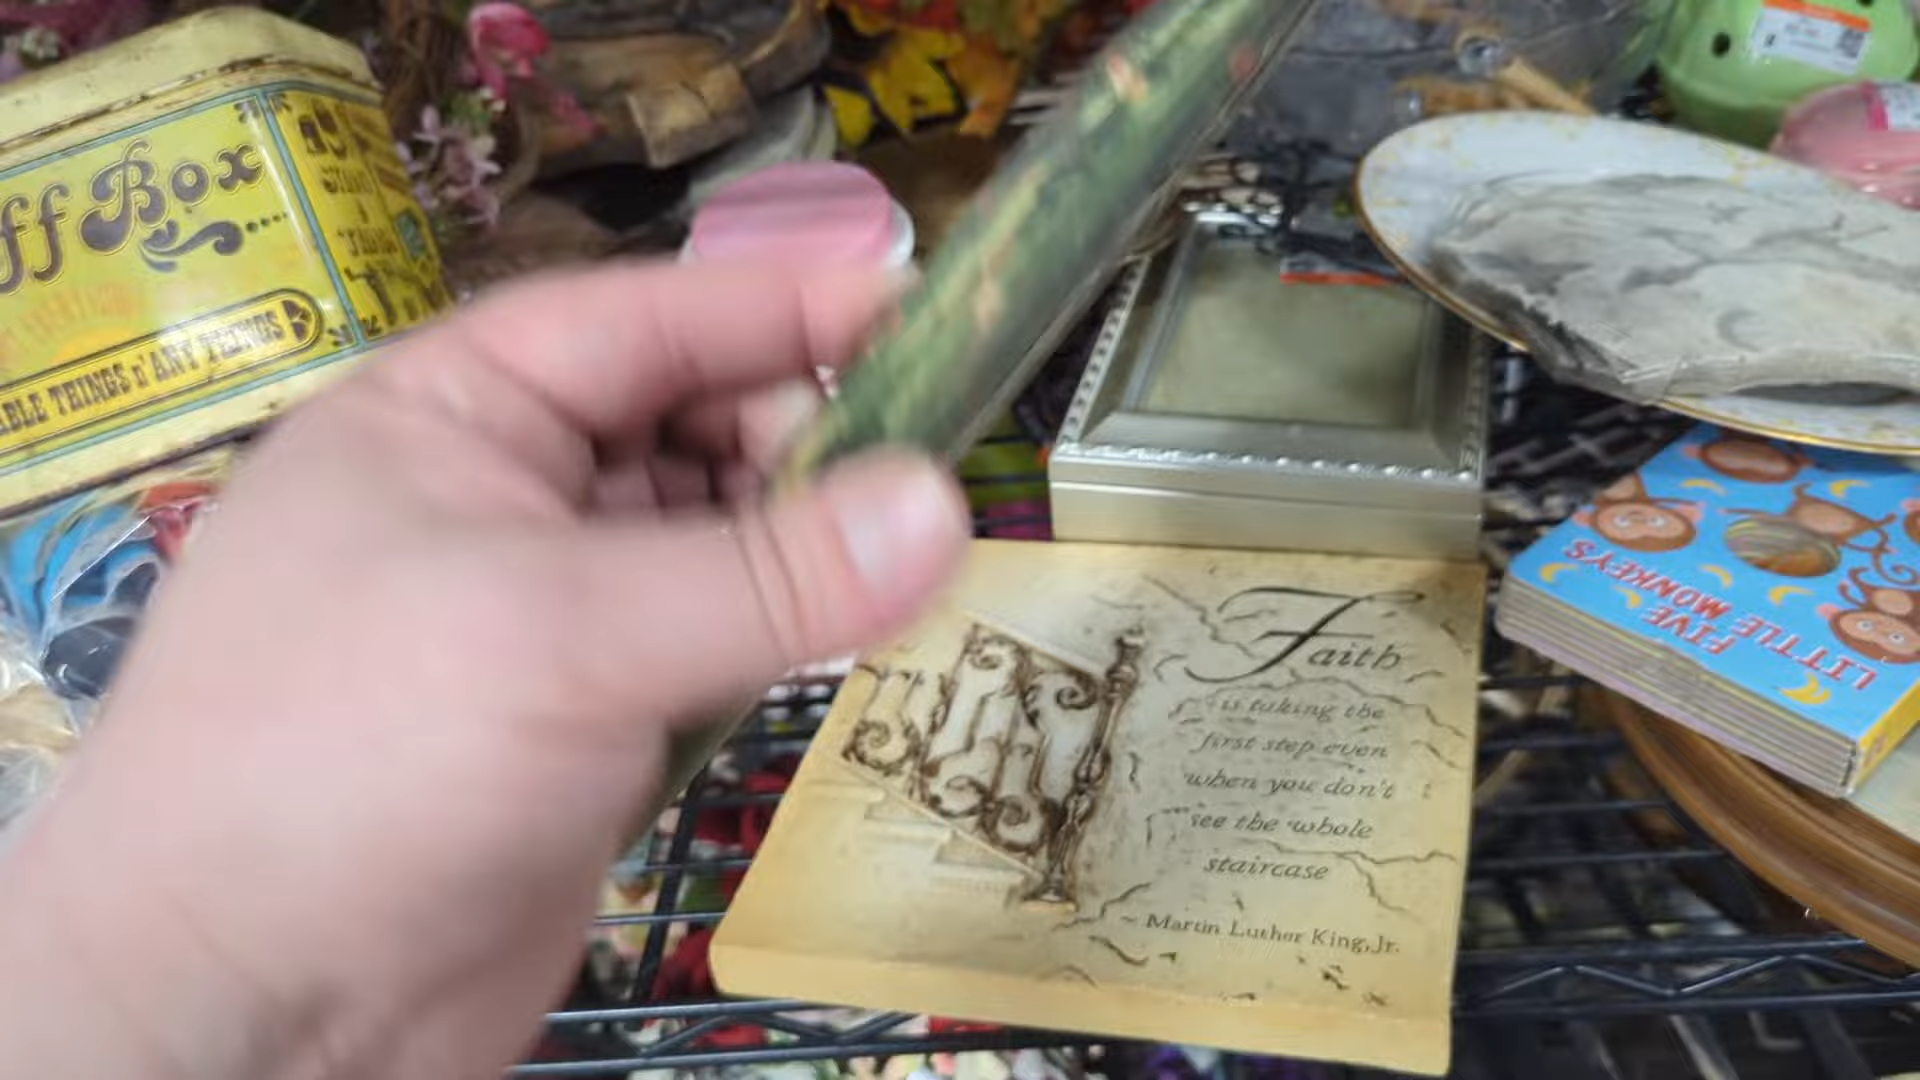 ff Box
ABLE THINGS n' ANY THINGS
Faith
is taking the
first step even
when you don't
see the whole
staircase
~ Martin Luther King, Jr.
FIVE
LITTLE MONKEYS